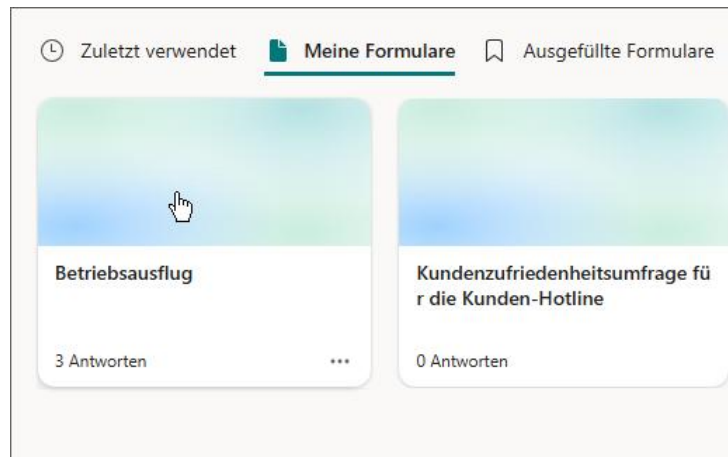 Zuletzt verwendet Meine Formulare Ausgefüllte Formulare
Betriebsausflug
3 Antworten
Kundenzufriedenheitsumfrage fü
r die Kunden-Hotline
0 Antworten